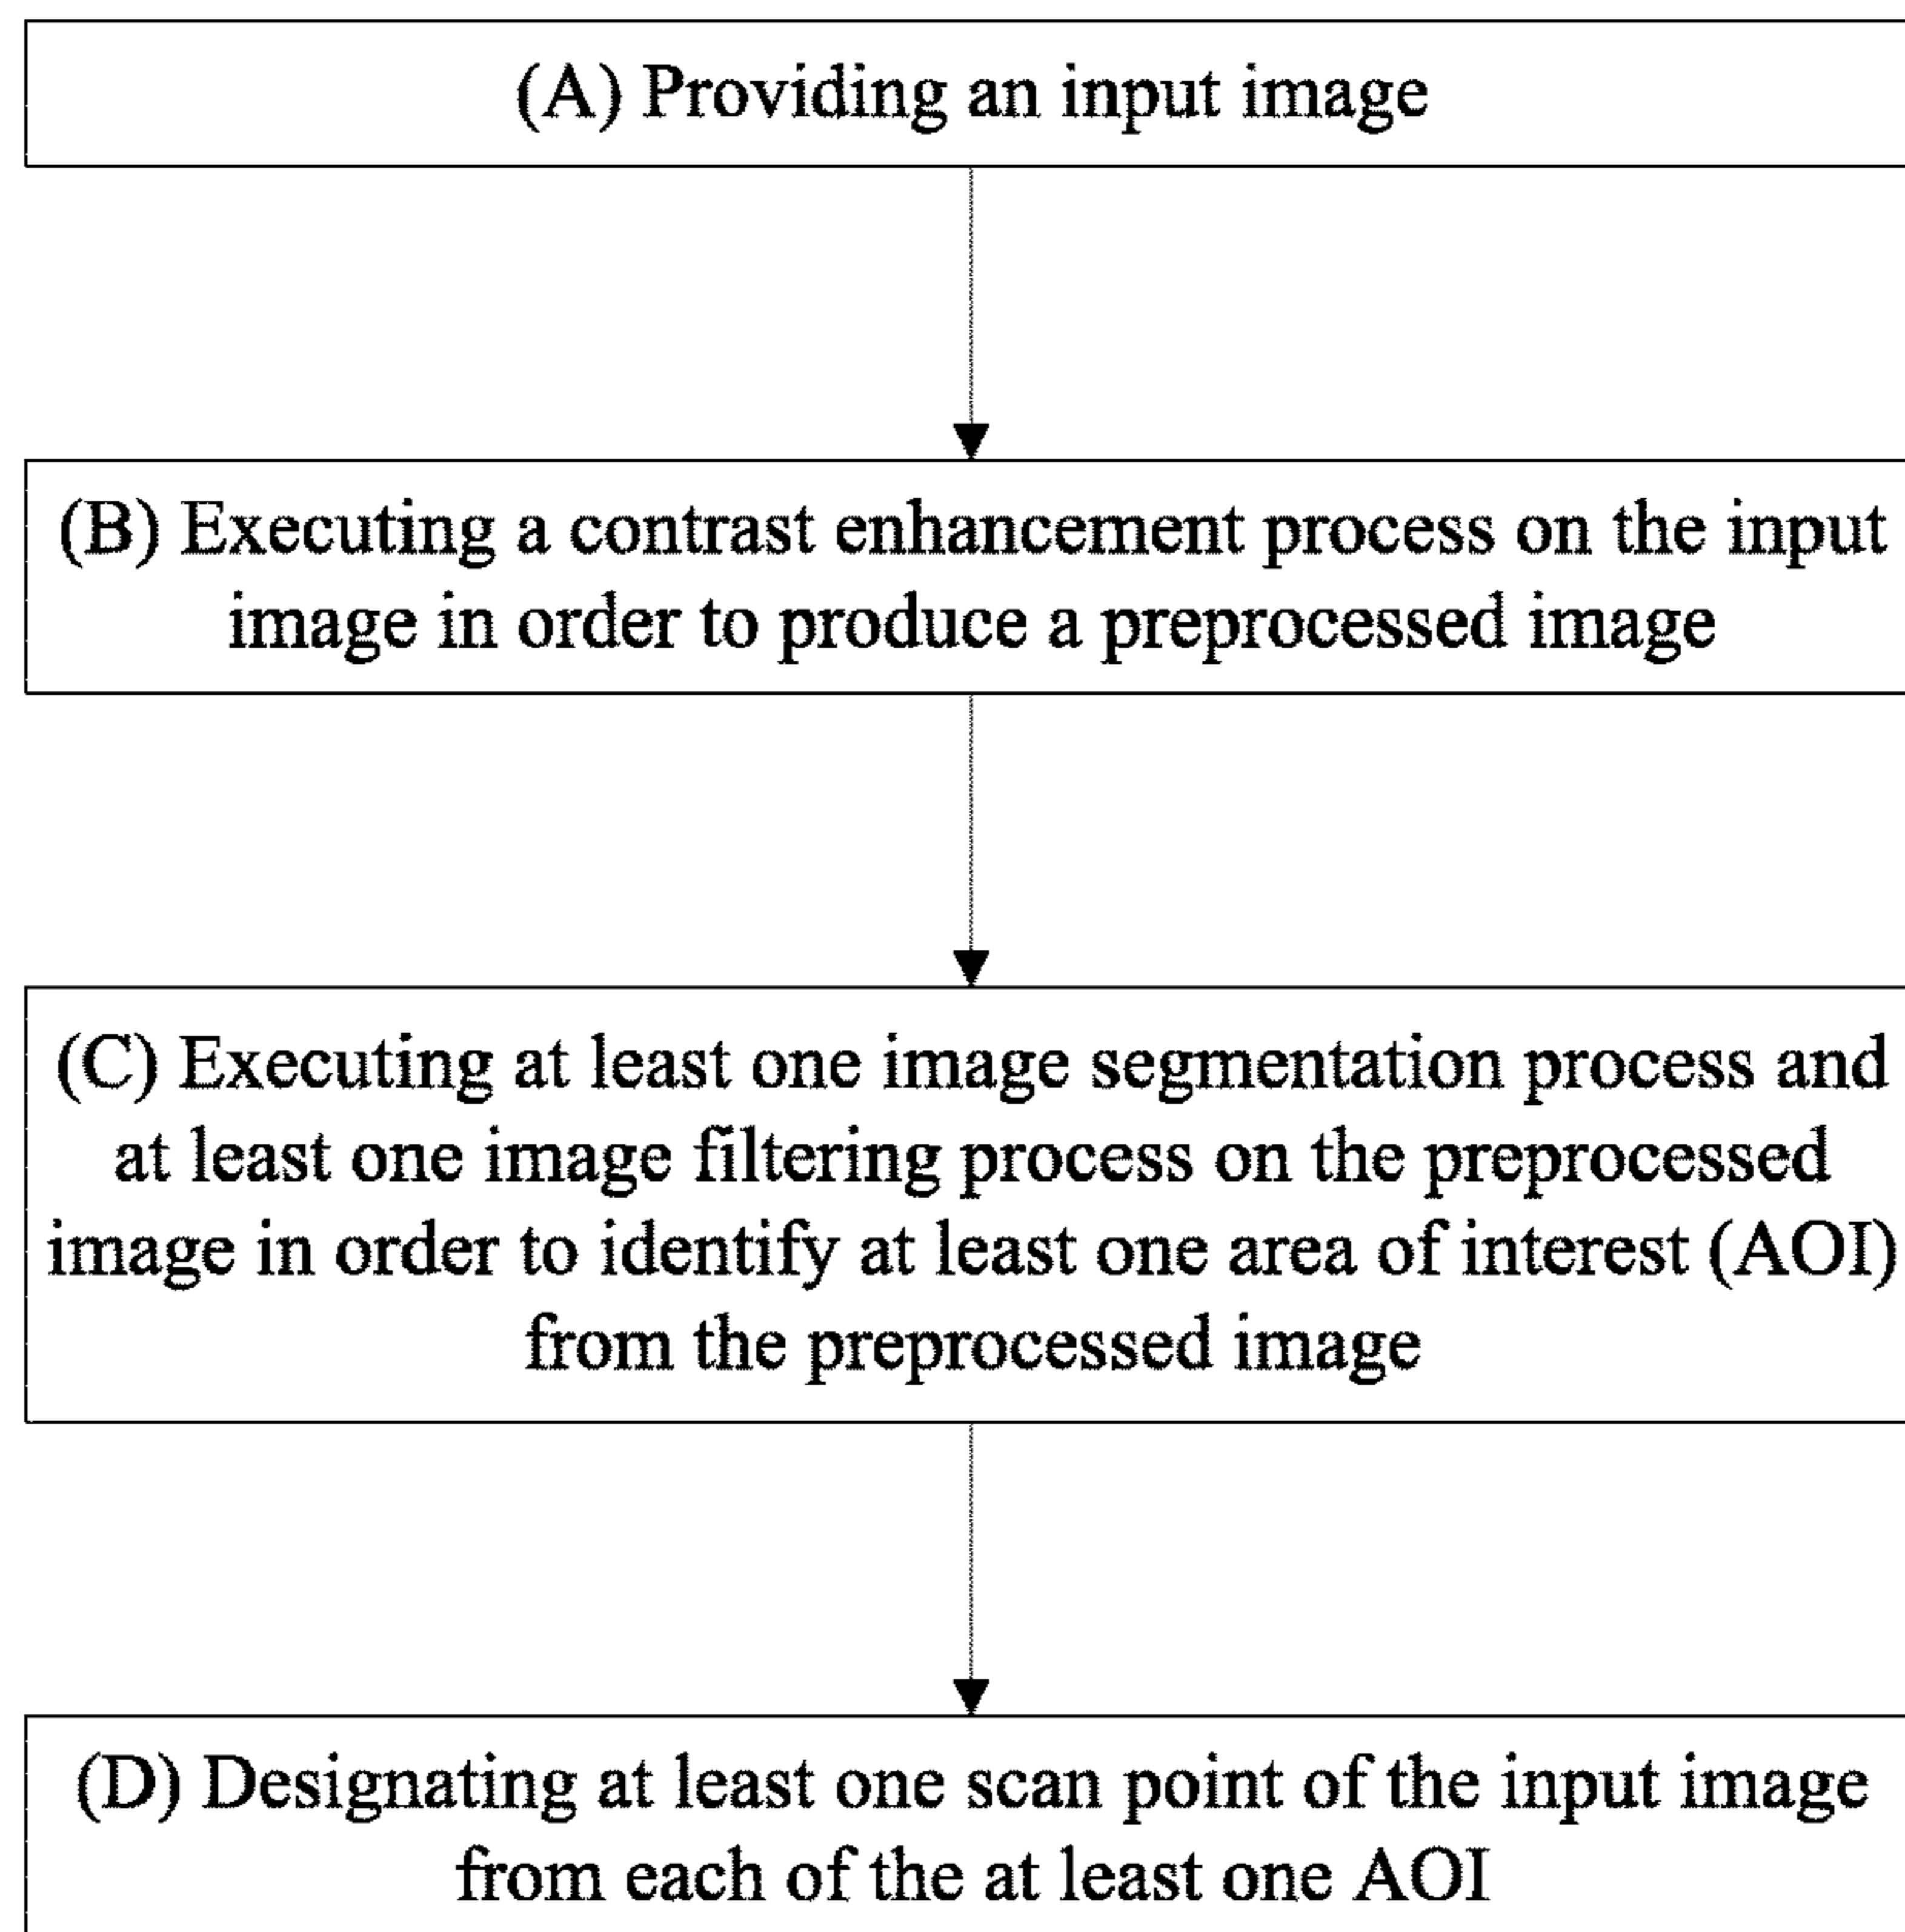 (A) Providing an input image
(B) Executing a contrast enhancement process on the input
image in order to produce a preprocessed image
(C) Executing at least one image segmentation process and
at least one image filtering process on the preprocessed
image in order to identify at least one area of interest (AOI)
from the preprocessed image
(D) Designating at least one scan point of the input image
from each of the at least one AOI